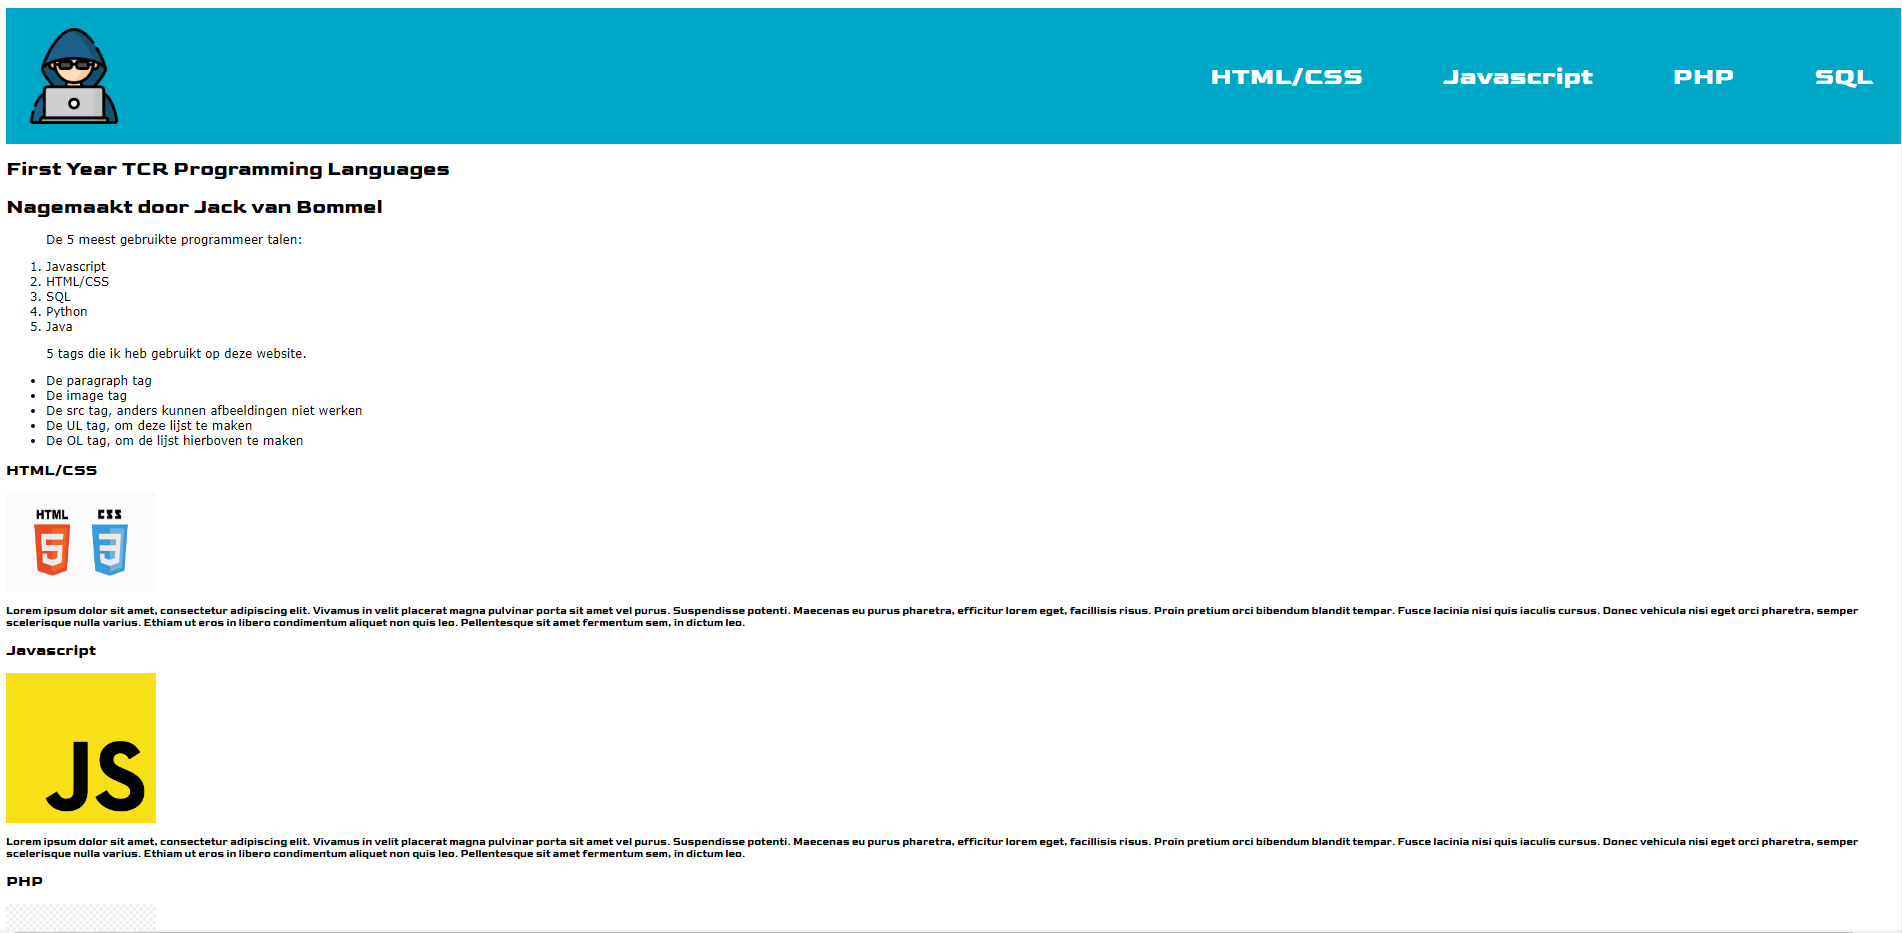 HTML/CSS Javascript PHP SQL
First Year TCR Programming Languages
Nagemaakt door Jack van Bommel
De 5 meest gebruikte programmeer talen:
1. Javascript
2. HTML/CSS
3. SQL
4. Python
5. Java
5 tags die ik heb gebruikt op deze website.
• De paragraph tag
• De image tag
• De src tag, anders kunnen afbeeldingen niet werken
• De UL tag, om deze lijst te maken
• De OL tag, om de lijst hierboven te maken
HTML/CSS
HTML CSS
5 3
Lorem ipsum dolor sit amet, consectetur adipiscing elit. Vivamus in velit placerat magna pulvinar porta sit amet vel purus. Suspendisse potenti. Maecenas eu purus pharetra, efficitur lorem eget, facillisis risus. Proin pretium orci bibendum blandit tempar. Fusce lacinia nisi quis iaculis cursus. Donec vehicula nisi eget orci pharetra, semper
scelerisque nulla varius. Ethiam ut eros in libero condimentum aliquet non quis leo. Pellentesque sit amet fermentum sem, in dictum leo.
Javascript
JS
Lorem ipsum dolor sit amet, consectetur adipiscing elit. Vivamus in velit placerat magna pulvinar porta sit amet vel purus. Suspendisse potenti. Maecenas eu purus pharetra, efficitur lorem eget, facillisis risus. Proin pretium orci bibendum blandit tempar. Fusce lacinia nisi quis iaculis cursus. Donec vehicula nisi eget orci pharetra, semper
scelerisque nulla varius. Ethiam ut eros in libero condimentum aliquet non quis leo. Pellentesque sit amet fermentum sem, in dictum leo.
PHP